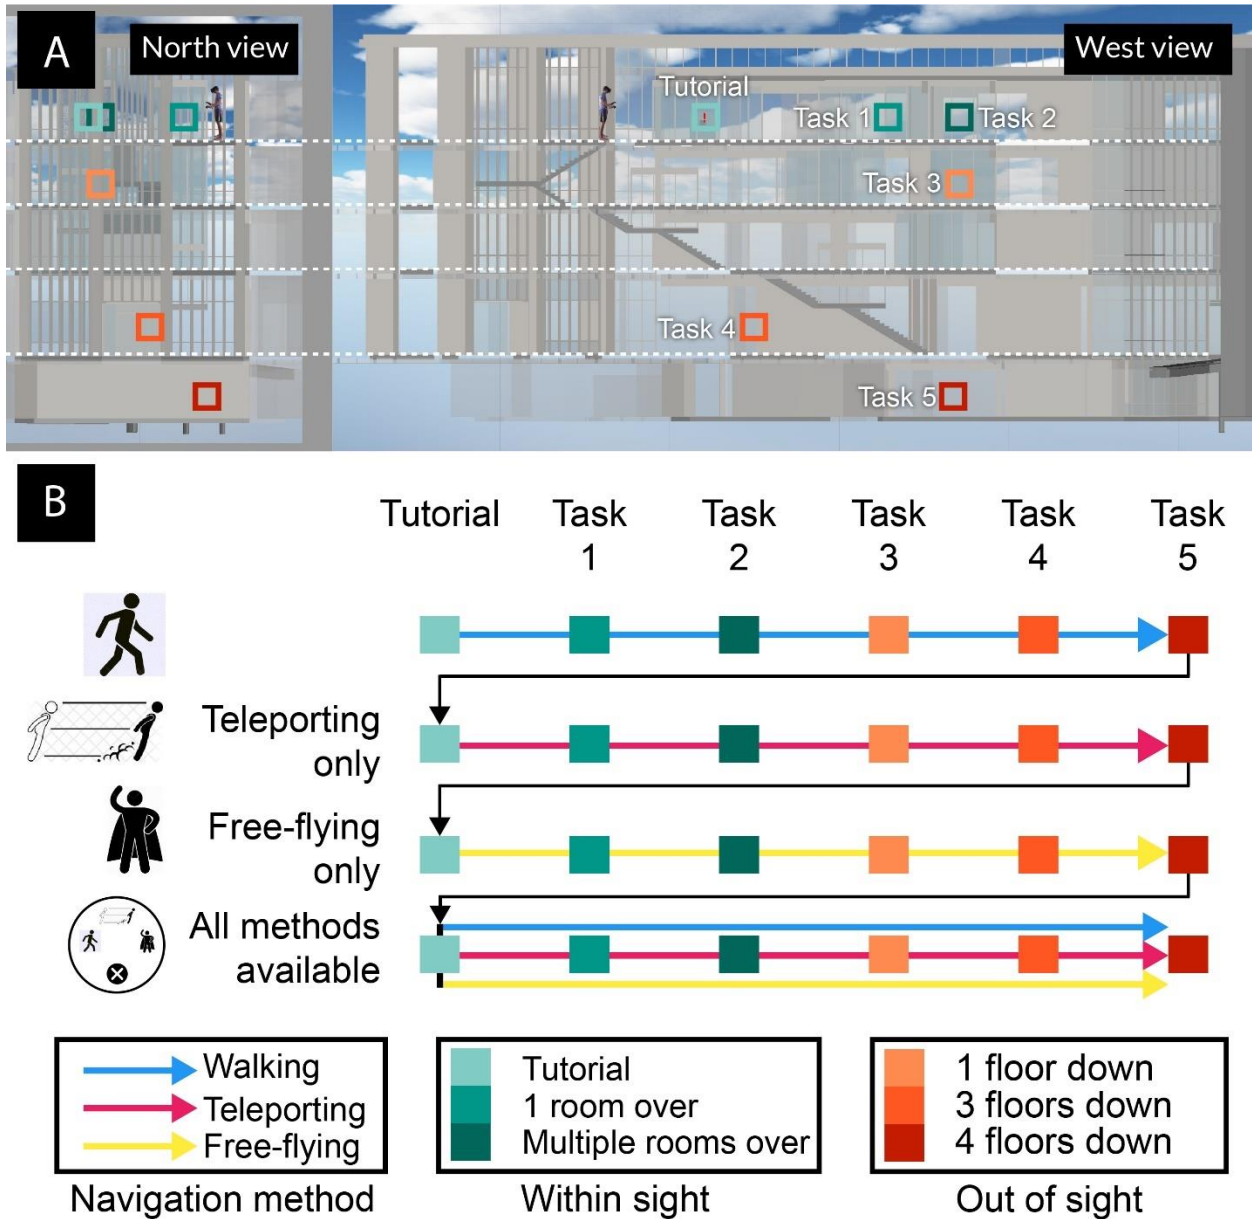 A
North view
West view
Tutorial
Task 1
Task 2
Task 3
Task 4
Task 5
B
Tutorial
Task
1
Task
2
Task
3
Task
4
Task
5
Teleporting
only
Free-flying
only
All methods
available
Walking
Teleporting
Free-flying
Navigation method
Tutorial
1 room over
Multiple rooms over
Within sight
1 floor down
3 floors down
4 floors down
Out of sight